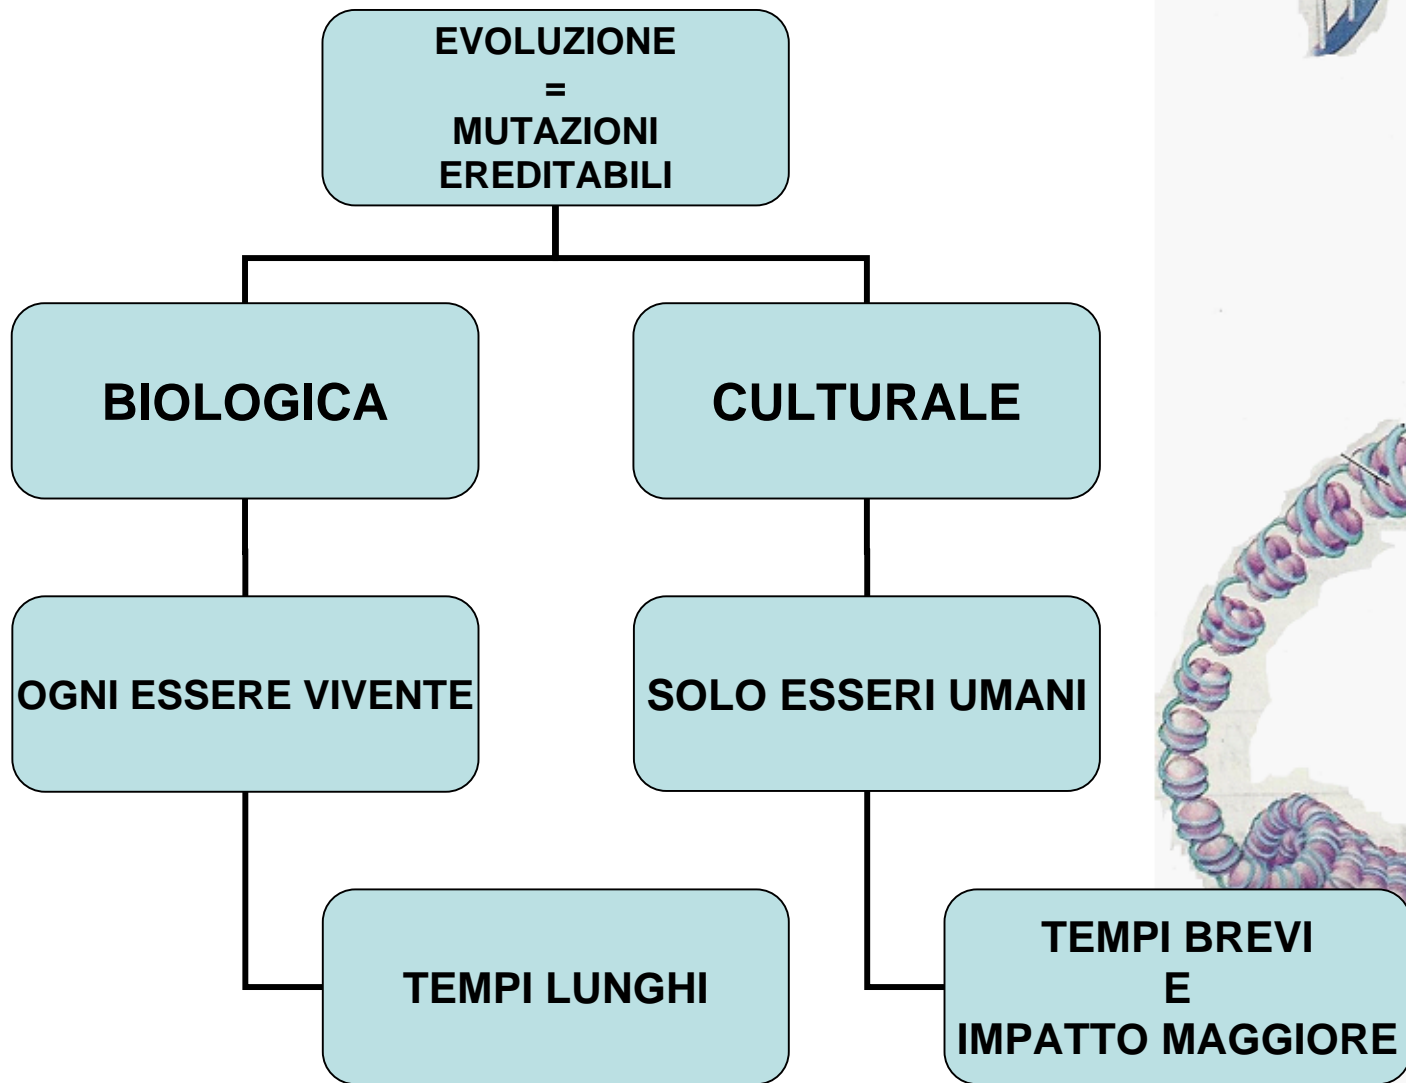 EVOLUZIONE
=
MUTAZIONI
EREDITABILI
BIOLOGICA
CULTURALE
OGNI ESSERE VIVENTE
SOLO ESSERI UMANI
TEMPI LUNGHI
TEMPI BREVI
E
IMPATTO MAGGIORE